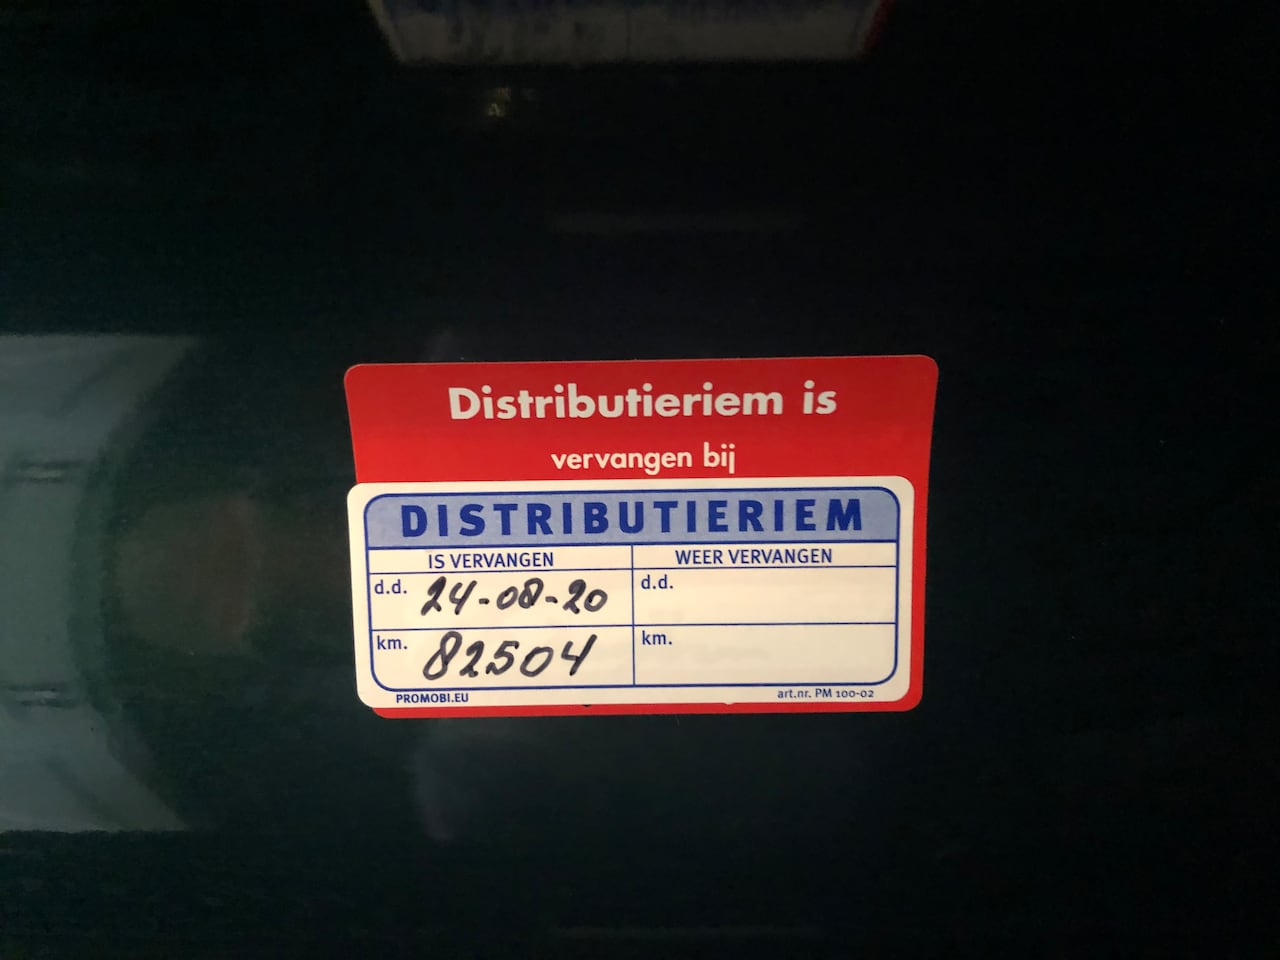 Distributieriem is
vervangen bij
DISTRIBUTIERIEM
IS VERVANGEN WEER VERVANGEN
d.d. 24-08-20 d.d.
km. 82504 km.
PROMOBI.EU art.nr. PM 100-02